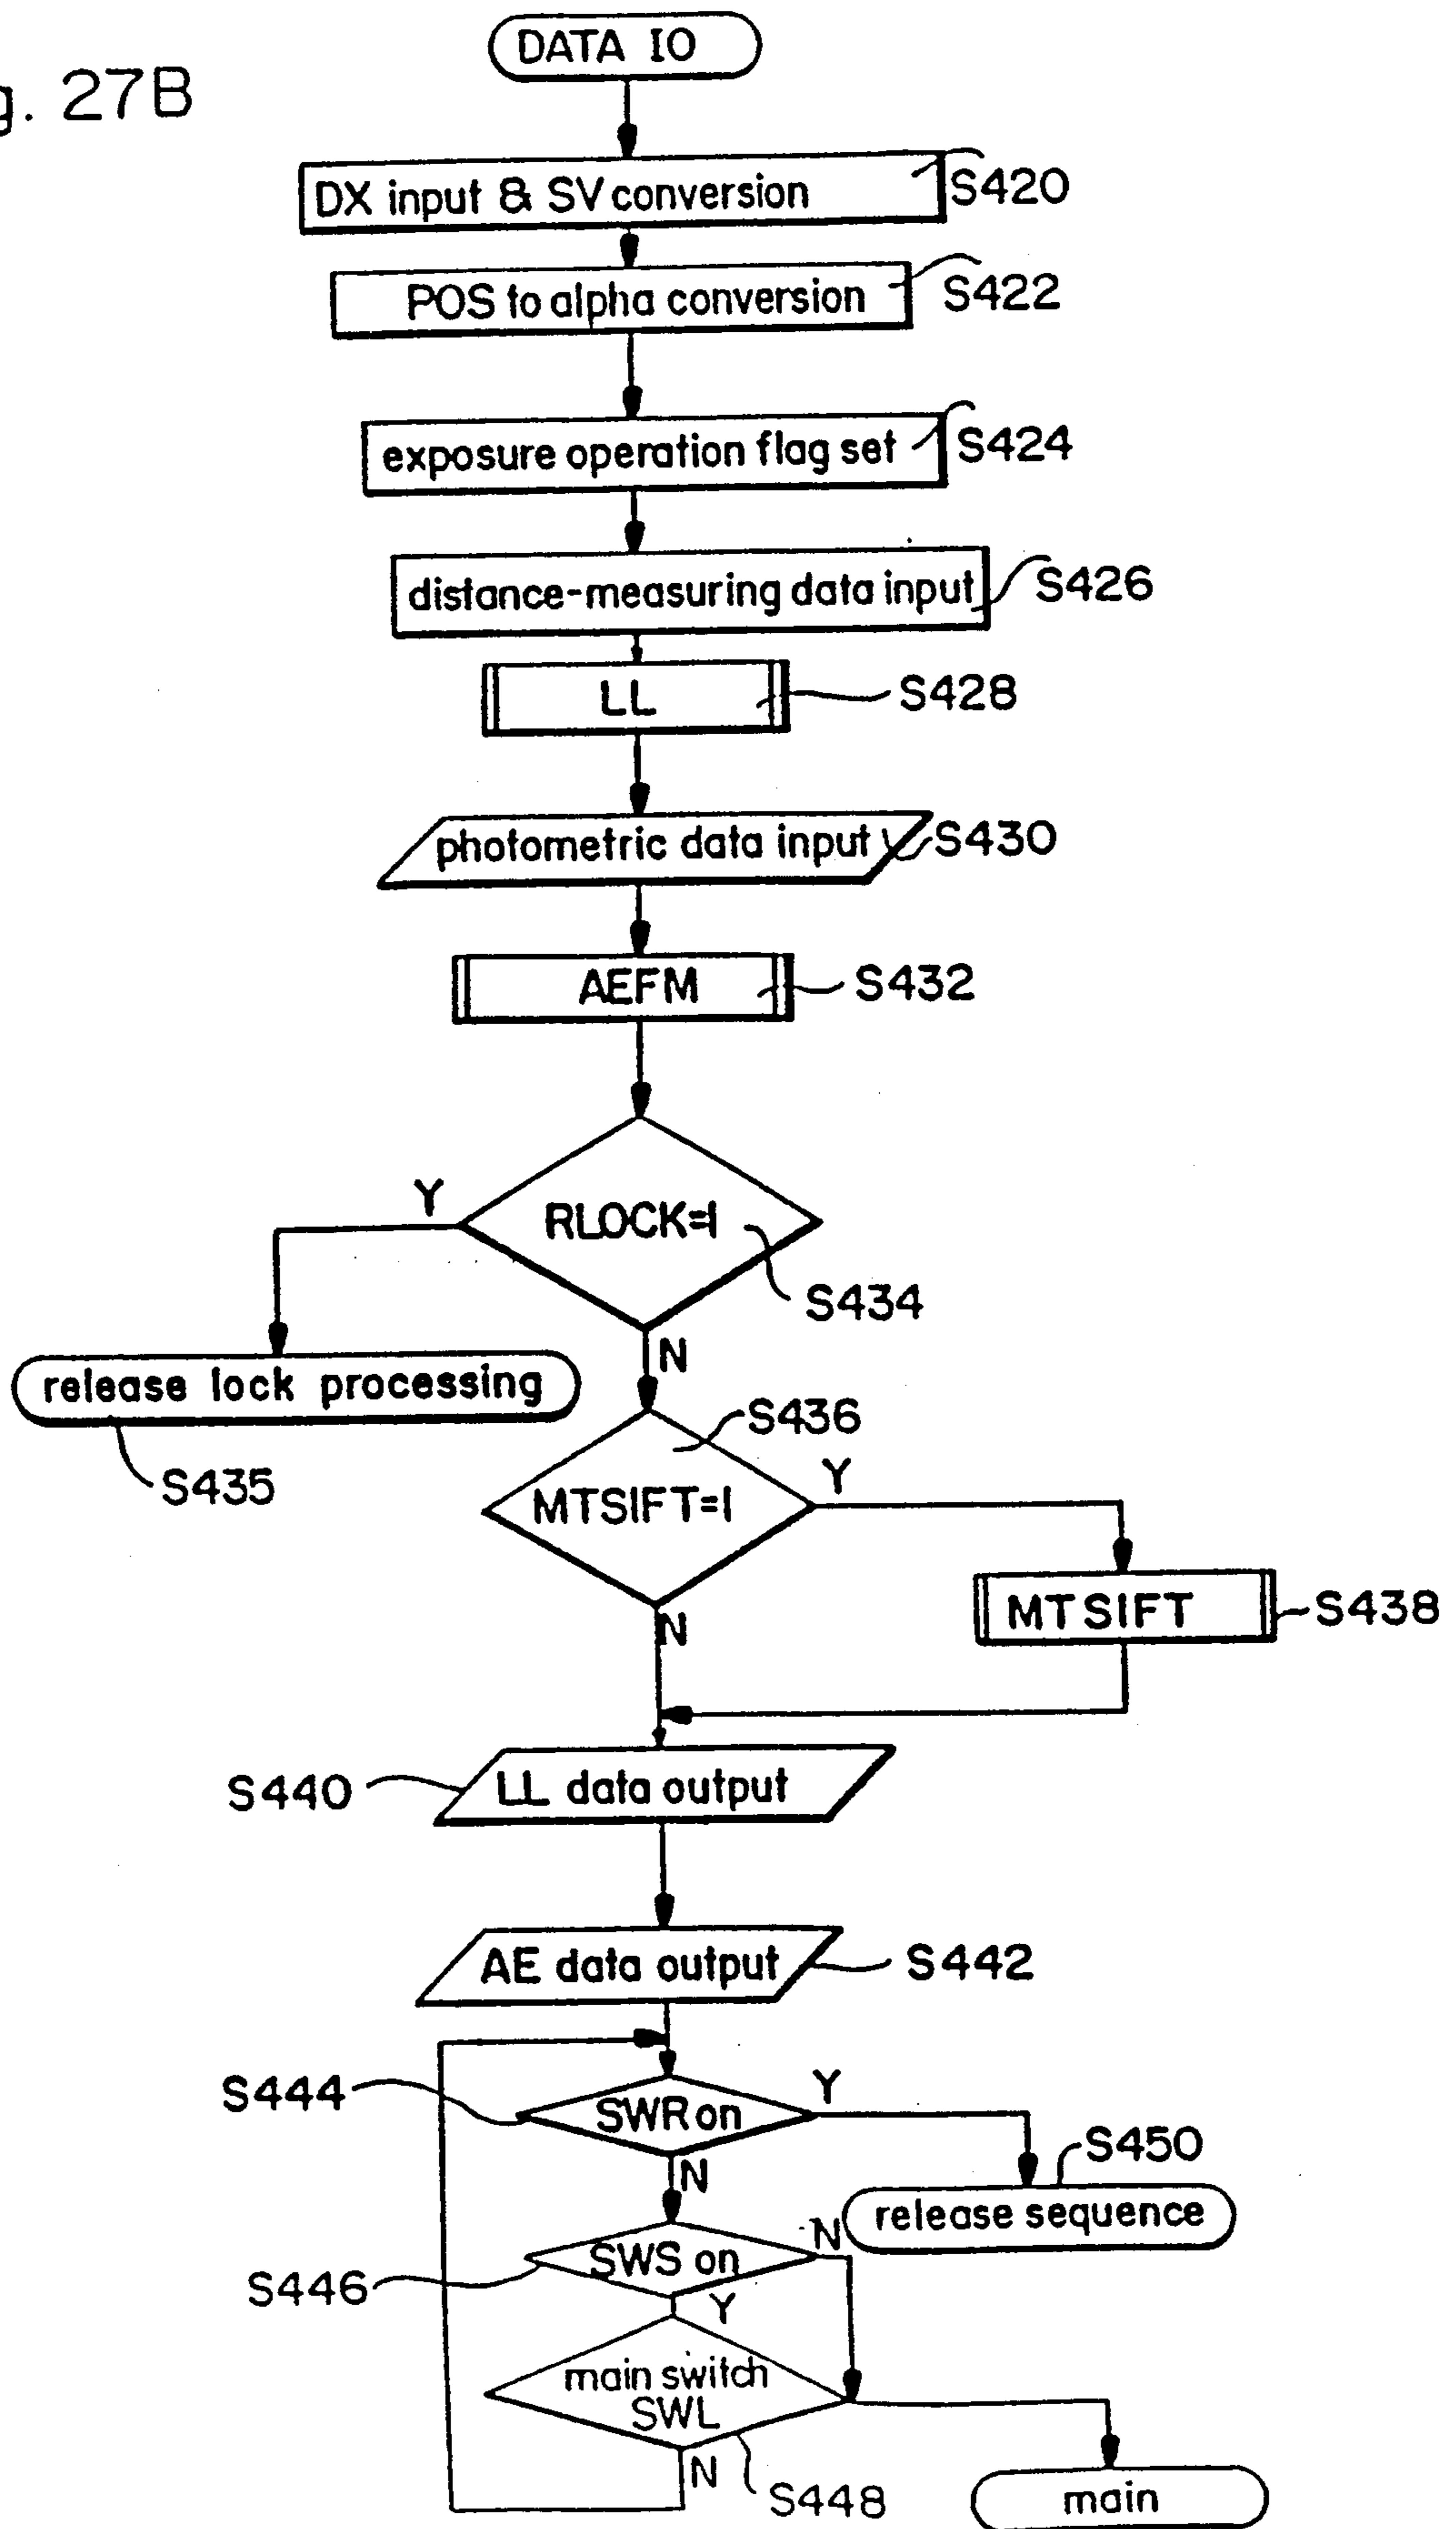 g. 27B
DATA IO
DX input & SV conversion
S420
POS to alpha conversion
S422
exposure operation flag set
S424
distance-measuring data input
S426
LL
S428
photometric data input
S430
AEFM
S432
Y
RLOCK=1
S434
N
release lock processing
S435
S436
MTSIFT=1
Y
N
MTSIFT
S438
S440
LL data output
AE data output
S442
S444
SWR on
Y
S450
release sequence
N
S446
SWS on
N
Y
main switch
SWL
N
S448
main